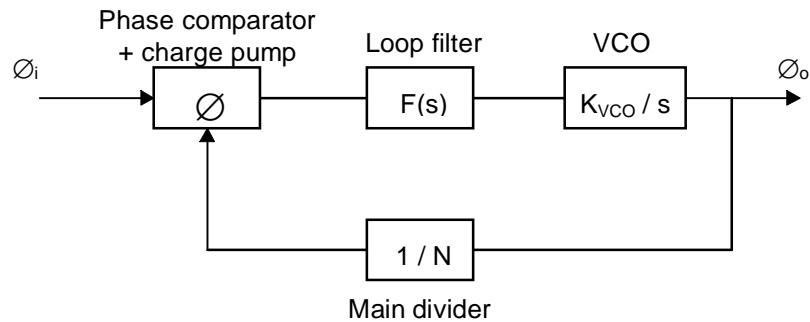 Phase comparator
+ charge pump
Loop filter
VCO
∅i
∅o
∅
F(s)
KVCO / s
1 / N
Main divider